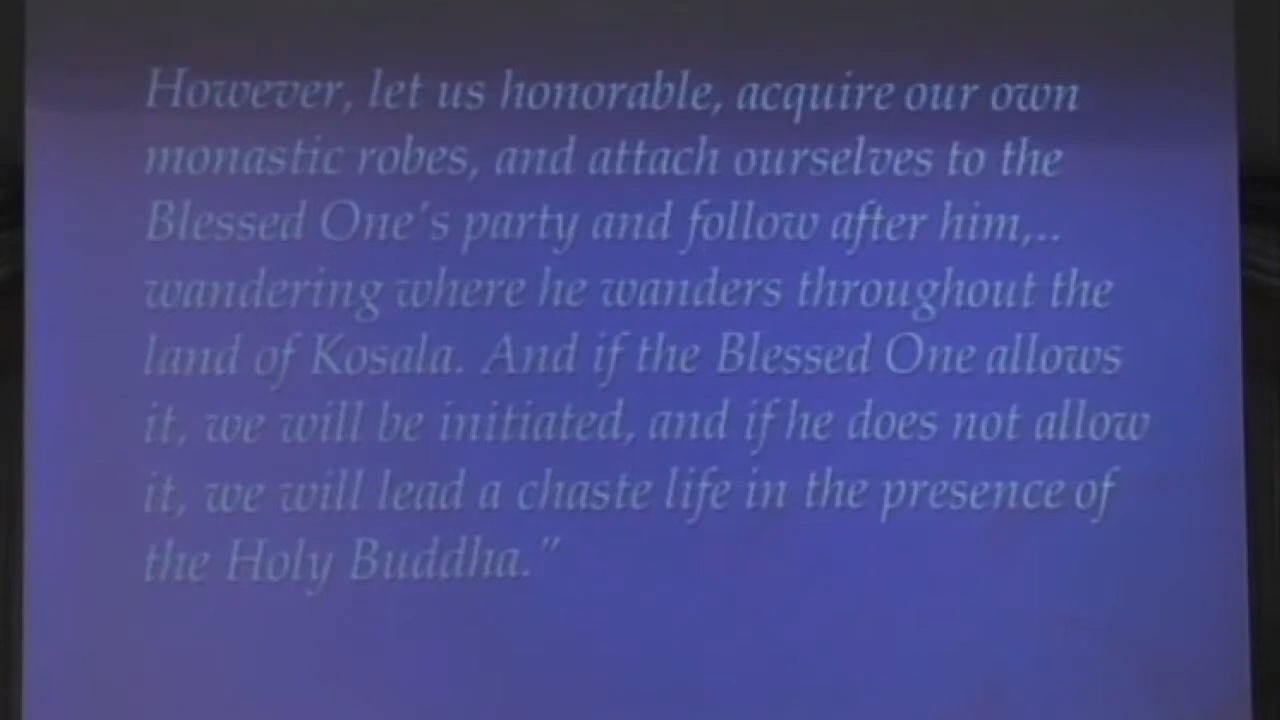 However, let us honorable, acquire our own
monastic robes, and attach ourselves to the
Blessed One's party and follow after him,..
wandering where he wanders throughout the
land of Kosala. And if the Blessed One allows
it, we will be initiated, and if he does not allow
it, we will lead a chaste life in the presence of
the Holy Buddha."